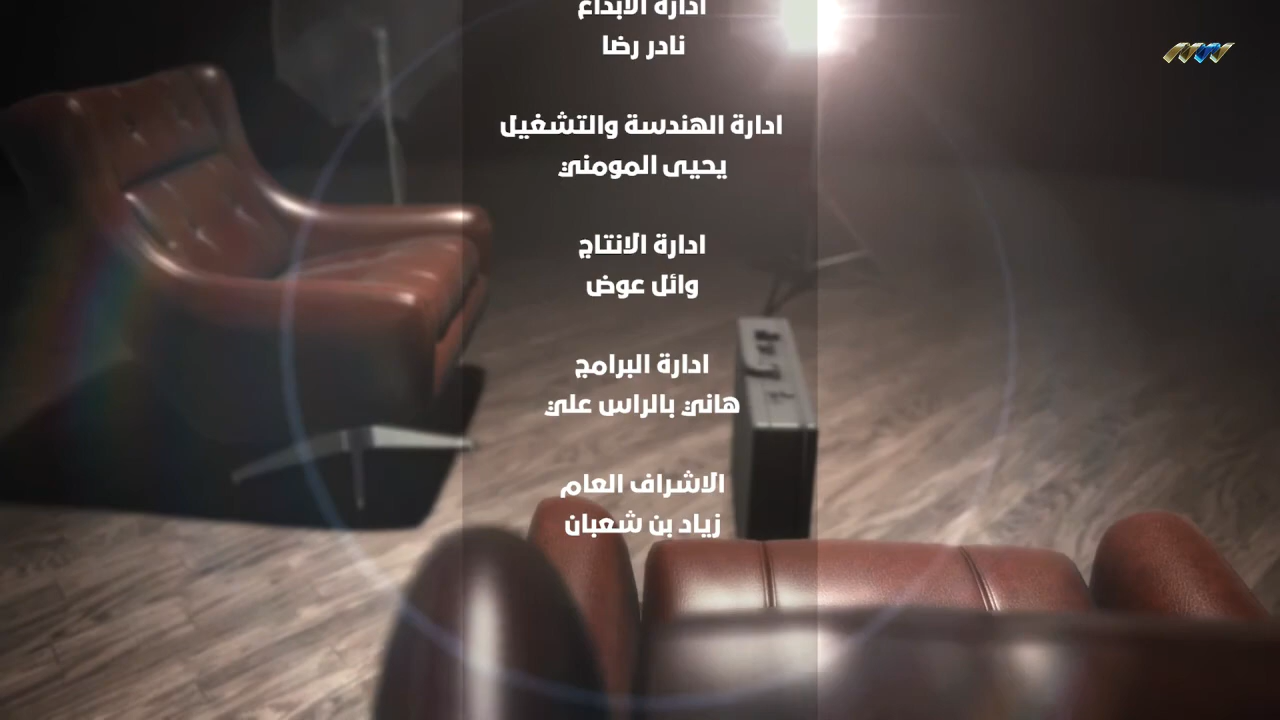 ادارة الابداع
نادر رضا
ادارة الهندسة والتشغيل
يحيى المومني
ادارة الانتاج
وائل عوض
ادارة البرامج
هاني بالراس علي
الاشراف العام
زياد بن شعبان